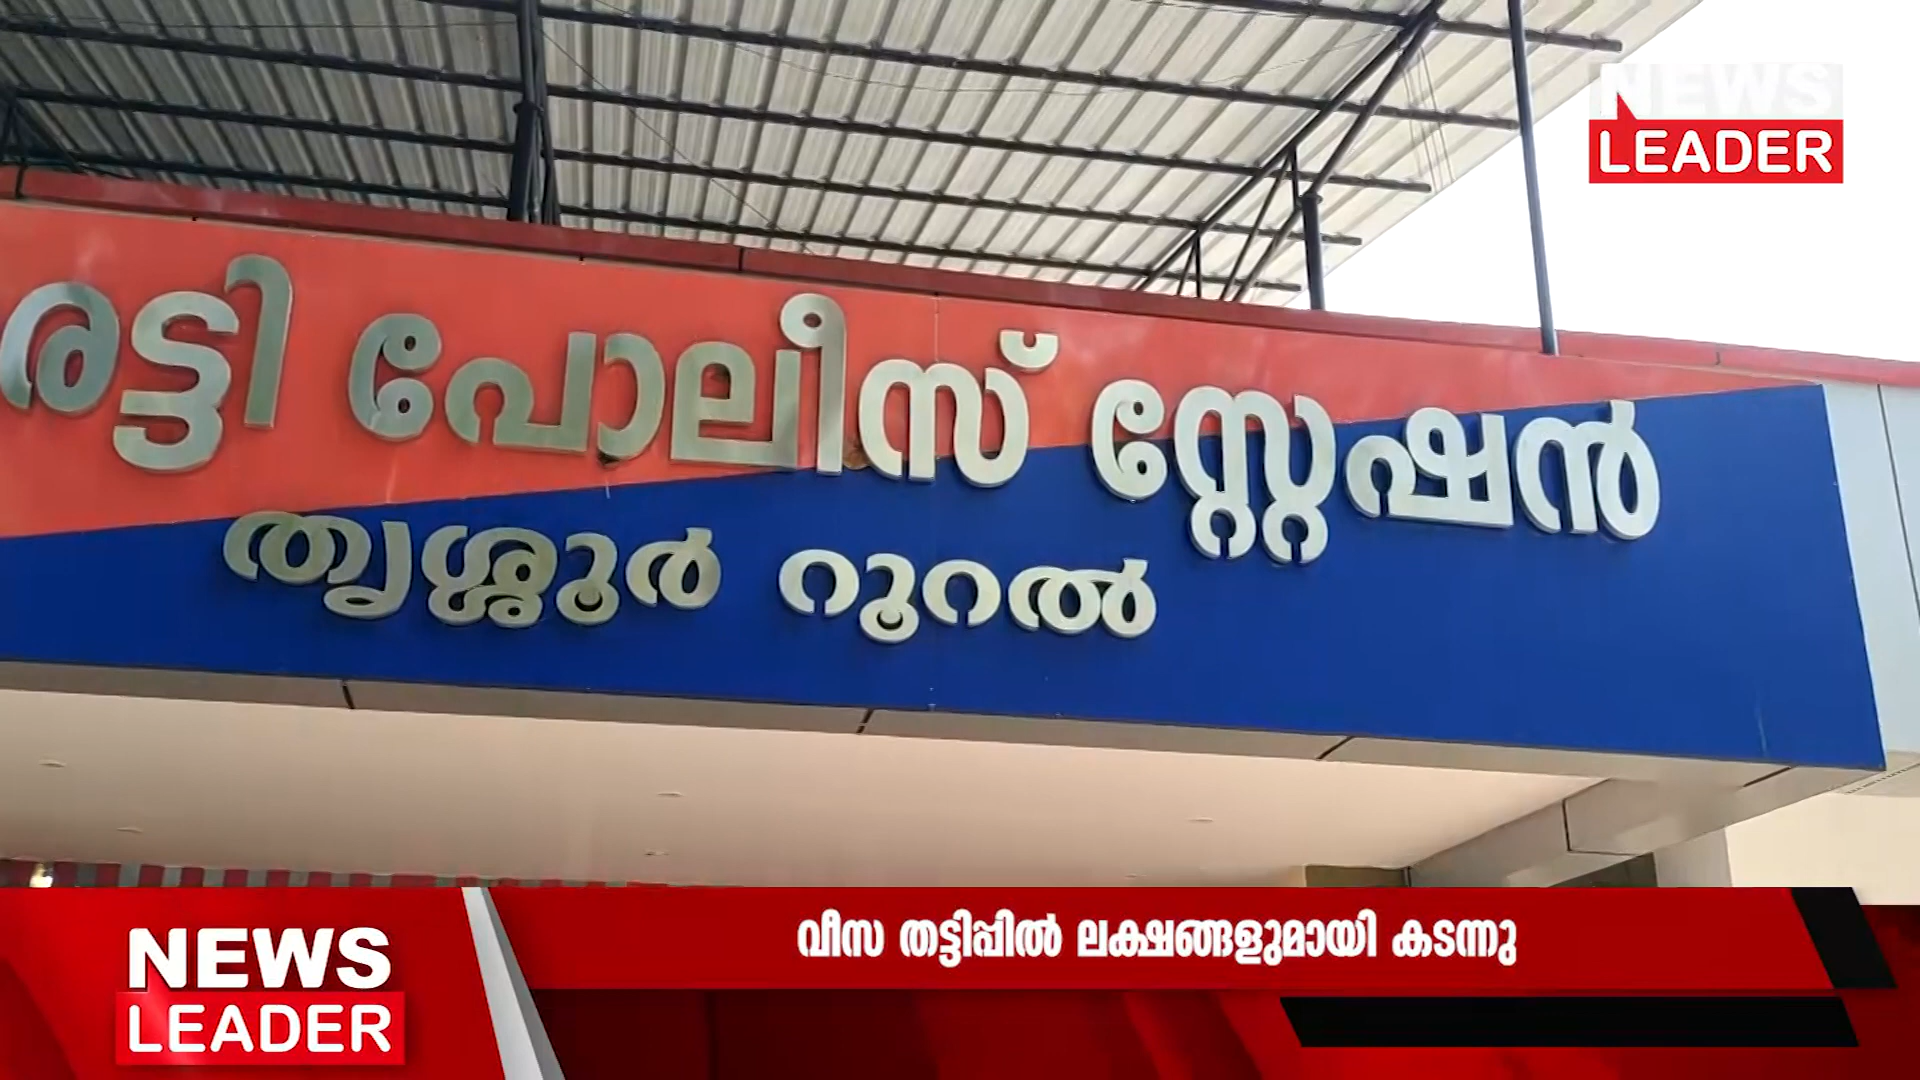 NEWS
LEADER
രട്ടി പോലീസ് സ്റ്റേഷൻ
തൃശ്ശൂർ റൂറൽ
വീസ തട്ടിപ്പിൽ ലക്ഷങ്ങളുമായി കടന്നു
NEWS
LEADER